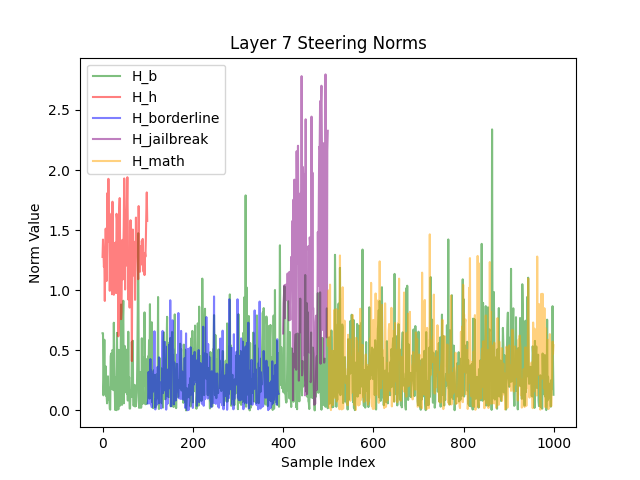 Layer 7 Steering Norms
H_b
H_h
H_borderline
H_jailbreak
H_math
Norm Value
2.5
2.0
1.5
1.0
0.5
0.0
0 200 400 600 800 1000
Sample Index